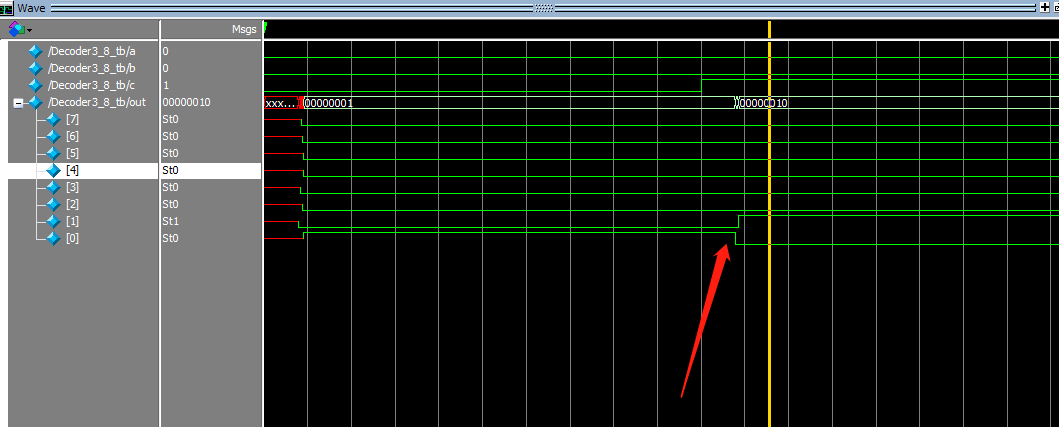 Wave
Msgs
/Decoder3_8_tb/a 0
/Decoder3_8_tb/b 0
/Decoder3_8_tb/c 1
/Decoder3_8_tb/out 00000010 xxx... 00000001 00000010
[7] St0
[6] St0
[5] St0
[4] St0
[3] St0
[2] St0
[1] St1
[0] St0